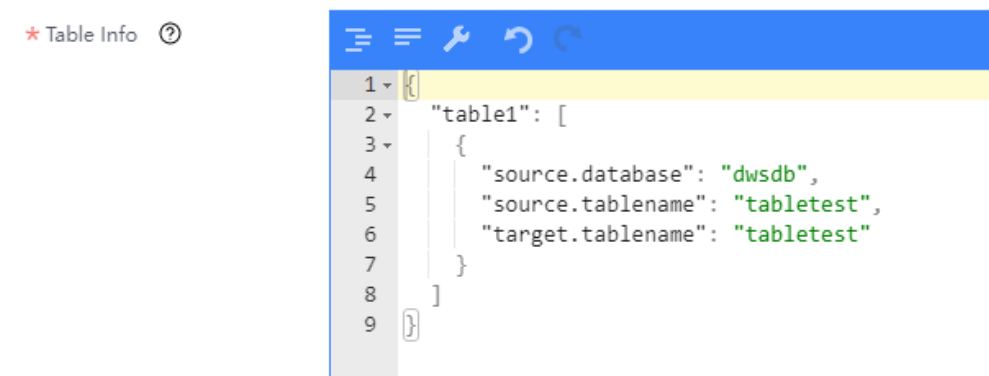 * Table Info ?
1 {
2 "table1": [
3 {
4 "source.database": "dwsdb",
5 "source.tablename": "tabletest",
6 "target.tablename": "tabletest"
7 }
8 ]
9 }